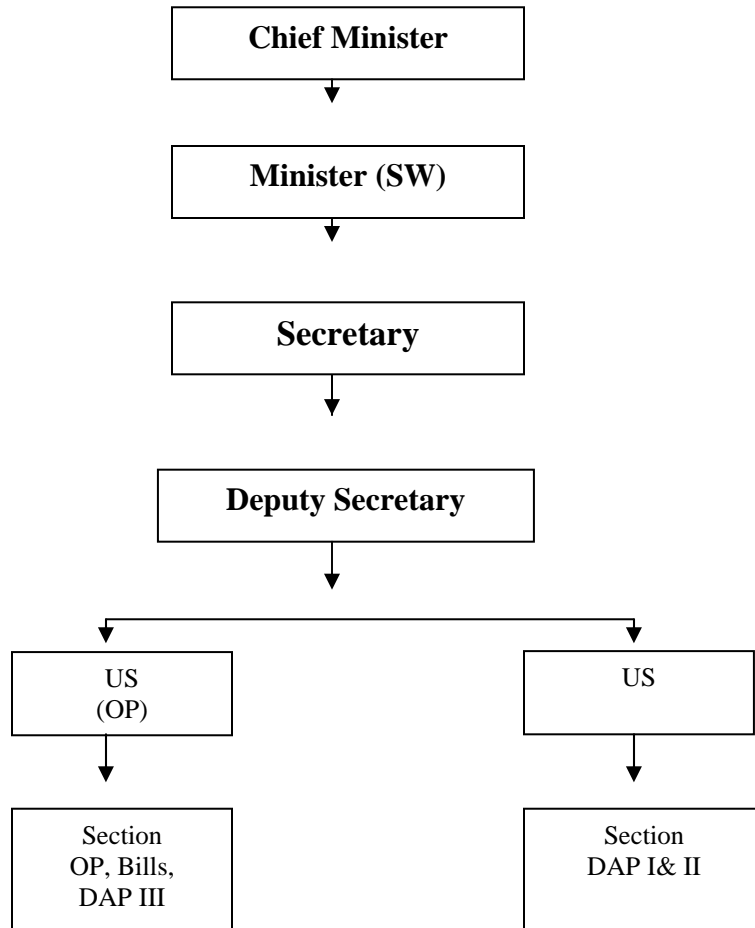 Chief Minister
Minister (SW)
Secretary
Deputy Secretary
US
(OP)
US
Section
OP, Bills,
DAP III
Section
DAP I& II